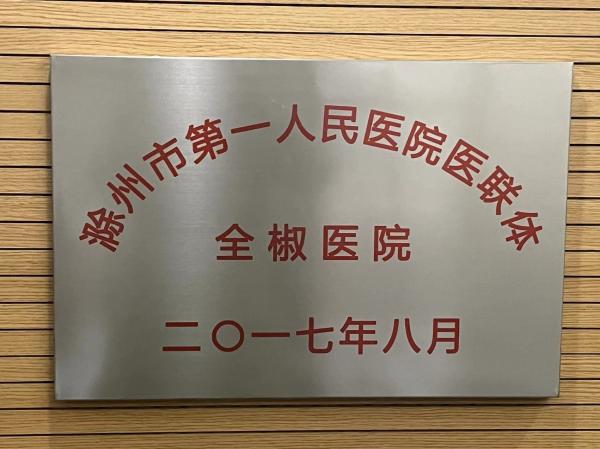 滁州市第一人民医院医联体
全椒医院
二〇一七年八月